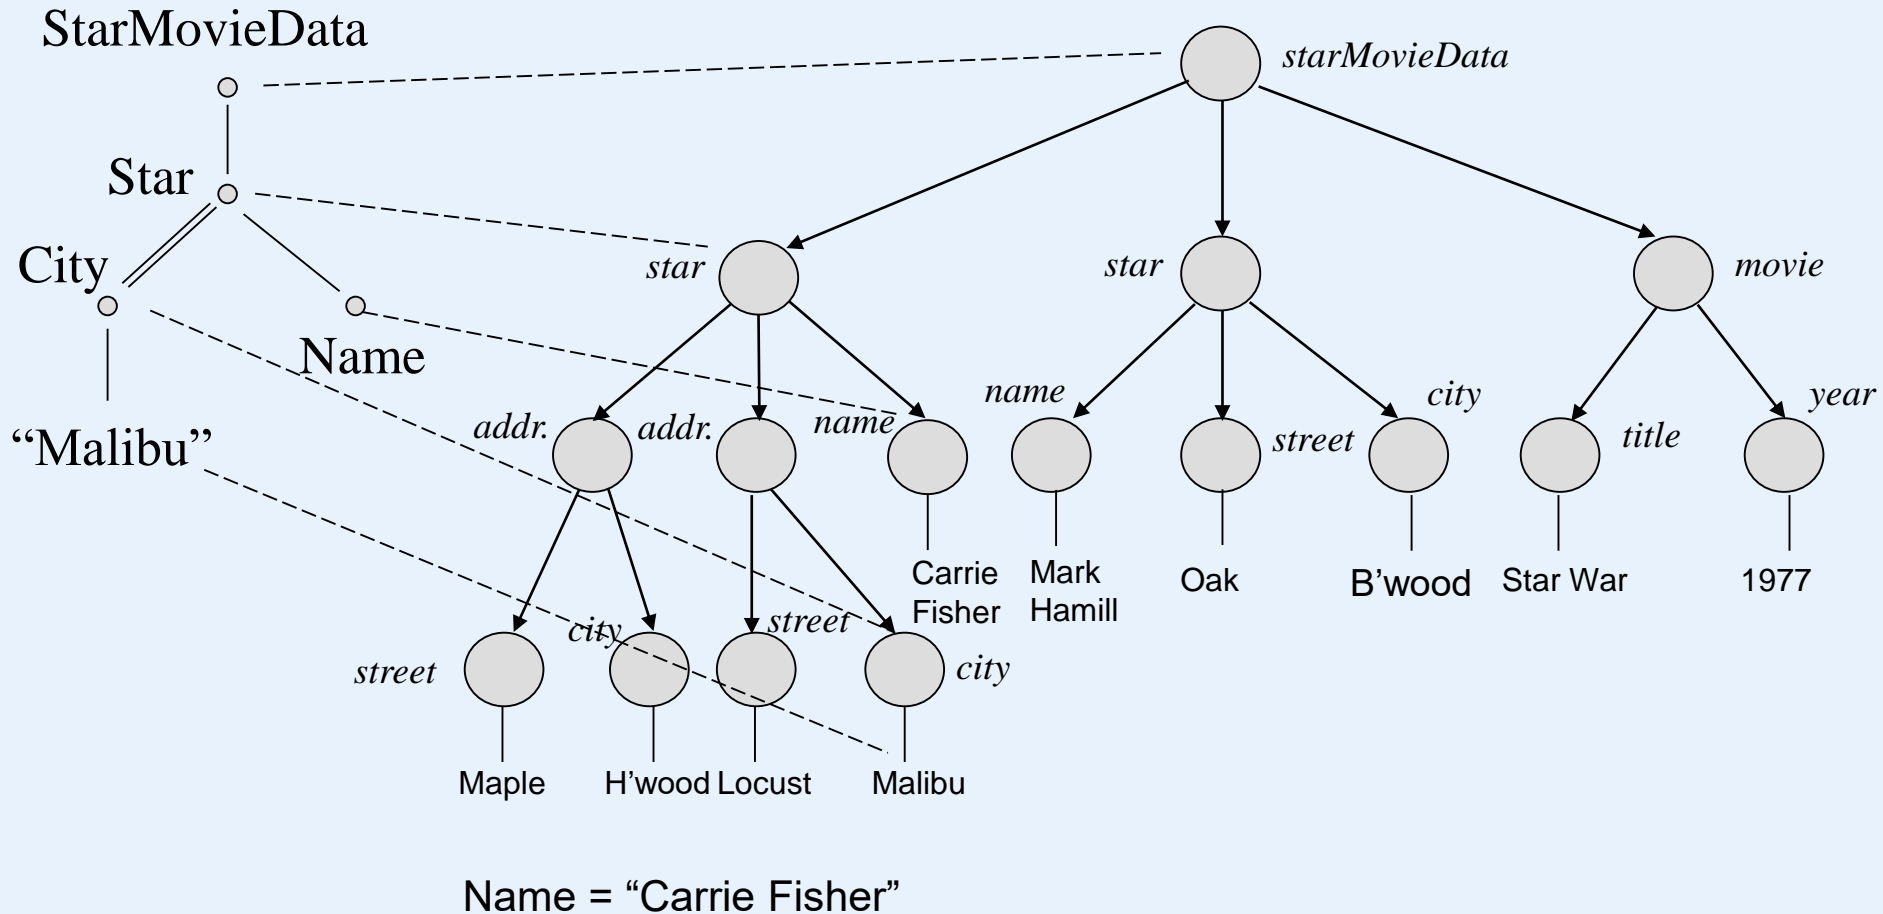 StarMovieData
starMovieData
Star
City
star
star
movie
Name
name
city
year
"Malibu"
addr.
addr.
name
street
title
Carrie
Fisher
Mark
Hamill
Oak
B'wood
Star War
1977
street
city
street
city
Maple
H'wood
Locust
Malibu
Name = "Carrie Fisher"